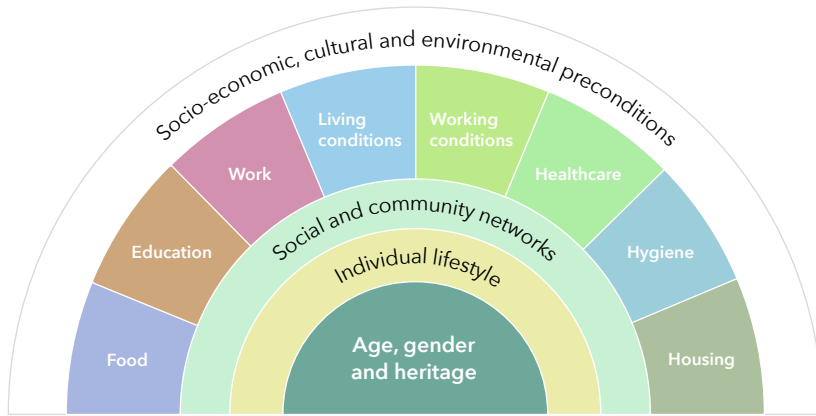 Socio-economic, cultural and environmental preconditions
Food
Education
Work
Living
conditions
Working
conditions
Healthcare
Hygiene
Housing
Social and community networks
Individual lifestyle
Age, gender
and heritage